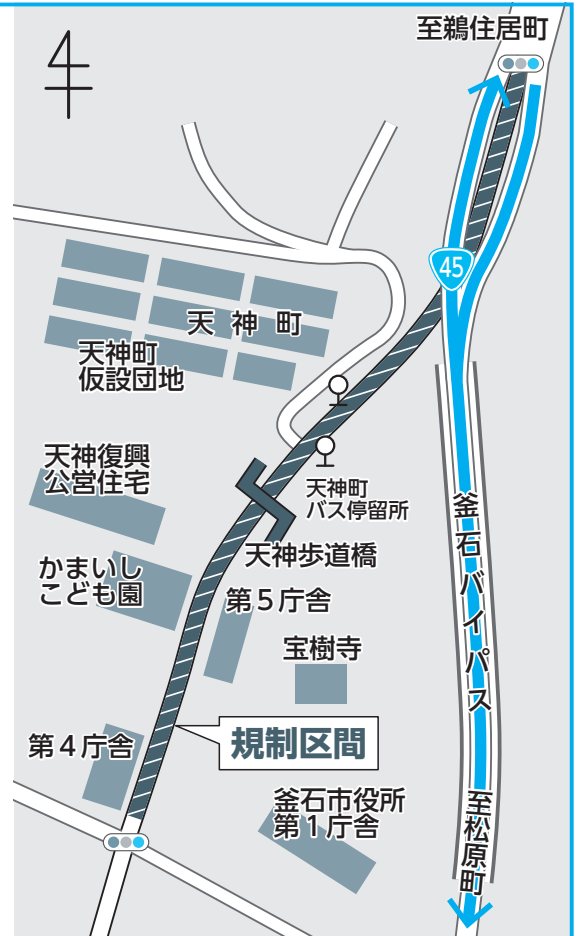 至鵜住居町
45
天神町
天神町
仮設団地
天神復興
公営住宅
天神町
バス停留所
釜石バイパス
天神歩道橋
かまいし
こども園
第5庁舎
宝樹寺
規制区間
第4庁舎
釜石市役所
第1庁舎
至松原町